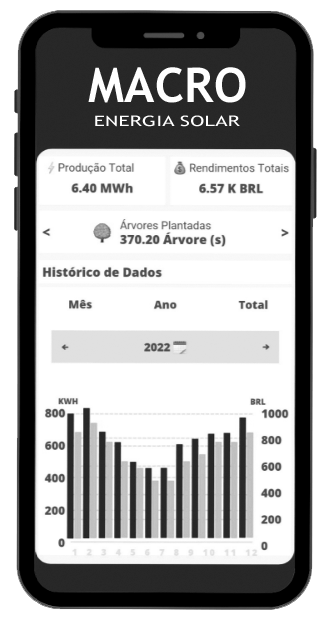 MACRO
ENERGIA SOLAR
Produção Total
6.40 MWh
Rendimentos Totais
6.57 K BRL
<
Árvores Plantadas
370.20 Árvore (s)
>
Histórico de Dados
Mês Ano Total
← 2022 →
KWH BRL
800 1000
600 800
400 600
200 400
0 200
0
1 2 3 4 5 6 7 8 9 10 11 12